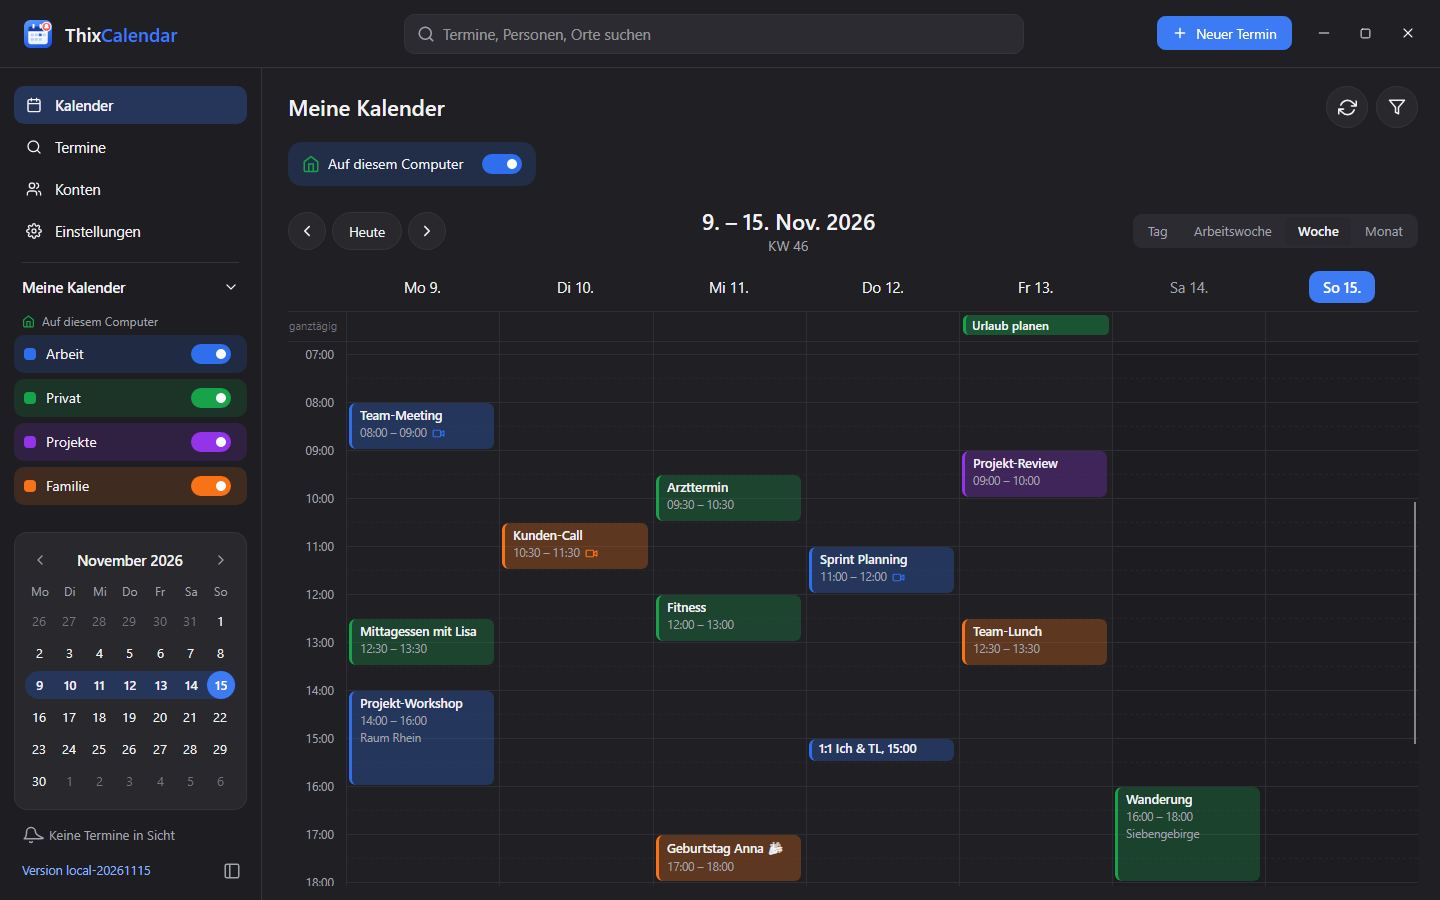 ThixCalendar
Termine, Personen, Orte suchen
Neuer Termin
Kalender
Termine
Konten
Einstellungen
Meine Kalender
Auf diesem Computer
Arbeit
Privat
Projekte
Familie
November 2026
Mo Di Mi Do Fr Sa So
26 27 28 29 30 31 1
2 3 4 5 6 7 8
9 10 11 12 13 14 15
16 17 18 19 20 21 22
23 24 25 26 27 28 29
30 1 2 3 4 5 6
Keine Termine in Sicht
Version local-20261115
Meine Kalender
Auf diesem Computer
Heute
9. – 15. Nov. 2026
KW 46
Tag Arbeitswoche Woche Monat
Mo 9. Di 10. Mi 11. Do 12. Fr 13. Sa 14. So 15.
ganztägig
Urlaub planen
07:00
08:00
09:00
10:00
11:00
12:00
13:00
14:00
15:00
16:00
17:00
18:00
Team-Meeting
08:00 – 09:00
Mittagessen mit Lisa
12:30 – 13:30
Projekt-Workshop
14:00 – 16:00
Raum Rhein
Kunden-Call
10:30 – 11:30
Arzttermin
09:30 – 10:30
Fitness
12:00 – 13:00
Geburtstag Anna 🎉
17:00 – 18:00
Sprint Planning
11:00 – 12:00
1:1 Ich & TL, 15:00
Projekt-Review
09:00 – 10:00
Team-Lunch
12:30 – 13:30
Wanderung
16:00 – 18:00
Siebengebirge